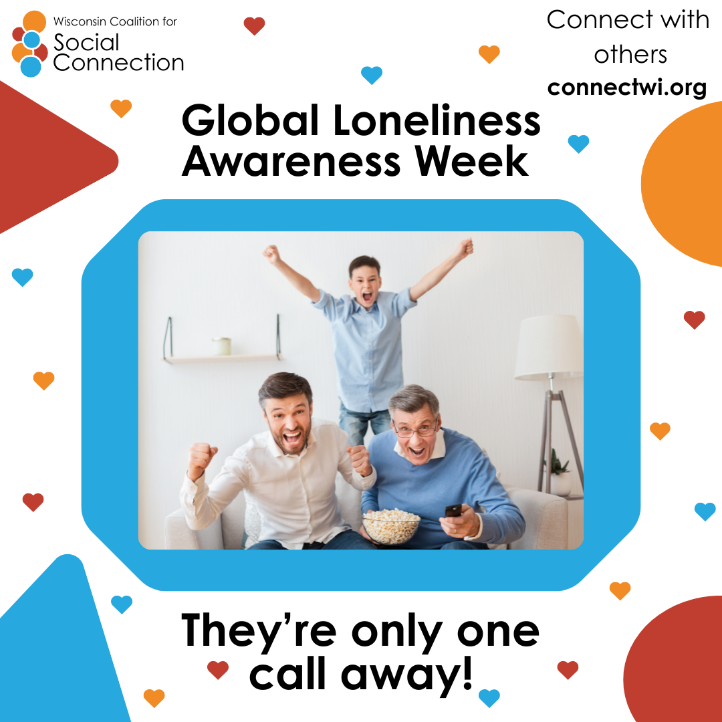 Wisconsin Coalition for
Social
Connection
Connect with
others
connectwi.org
Global Loneliness
Awareness Week
They’re only one
call away!